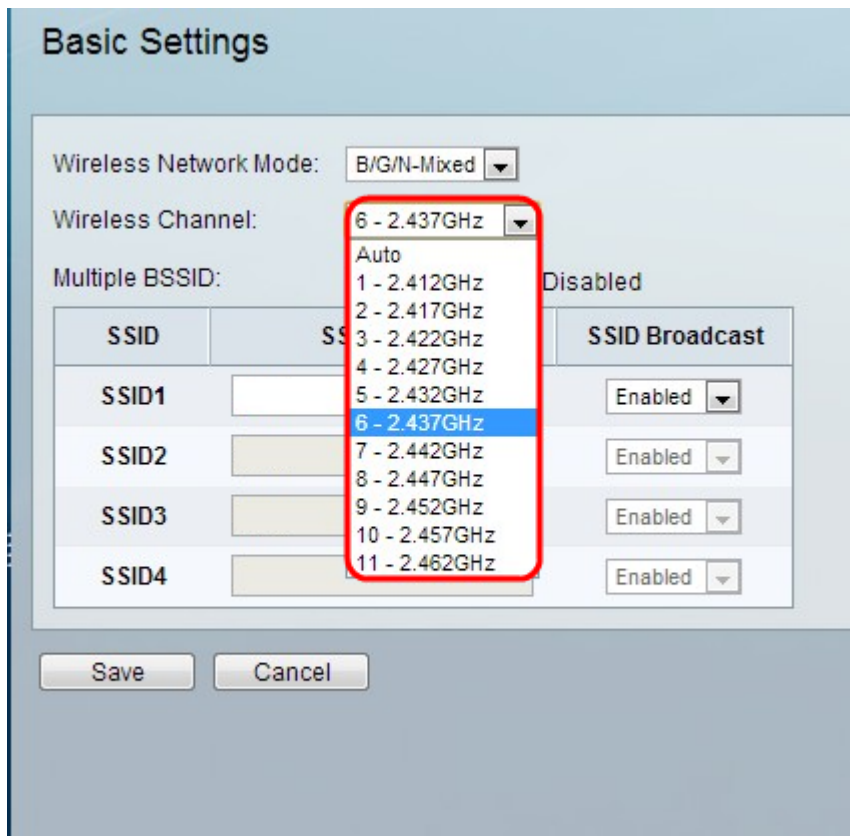 Basic Settings
Wireless Network Mode: B/G/N-Mixed
Wireless Channel: 6 - 2.437GHz
Auto
1 - 2.412GHz
2 - 2.417GHz
3 - 2.422GHz
4 - 2.427GHz
5 - 2.432GHz
6 - 2.437GHz
7 - 2.442GHz
8 - 2.447GHz
9 - 2.452GHz
10 - 2.457GHz
11 - 2.462GHz
Multiple BSSID: Disabled
SSID SSID Broadcast
SSID1 Enabled
SSID2 Enabled
SSID3 Enabled
SSID4 Enabled
Save Cancel